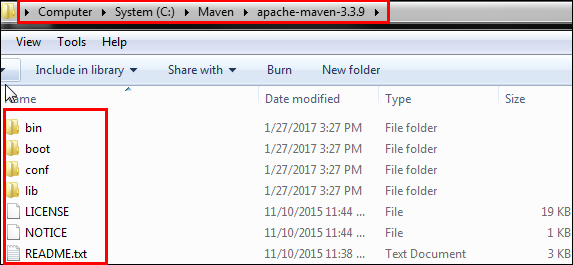 Computer System (C:) Maven apache-maven-3.3.9
View Tools Help
Include in library Share with Burn New folder
Name Date modified Type Size
bin 1/27/2017 3:27 PM File folder
boot 1/27/2017 3:27 PM File folder
conf 1/27/2017 3:27 PM File folder
lib 1/27/2017 3:27 PM File folder
LICENSE 11/10/2015 11:44 ... File 19 KB
NOTICE 11/10/2015 11:44 ... File 1 KB
README.txt 11/10/2015 11:38 ... Text Document 3 KB